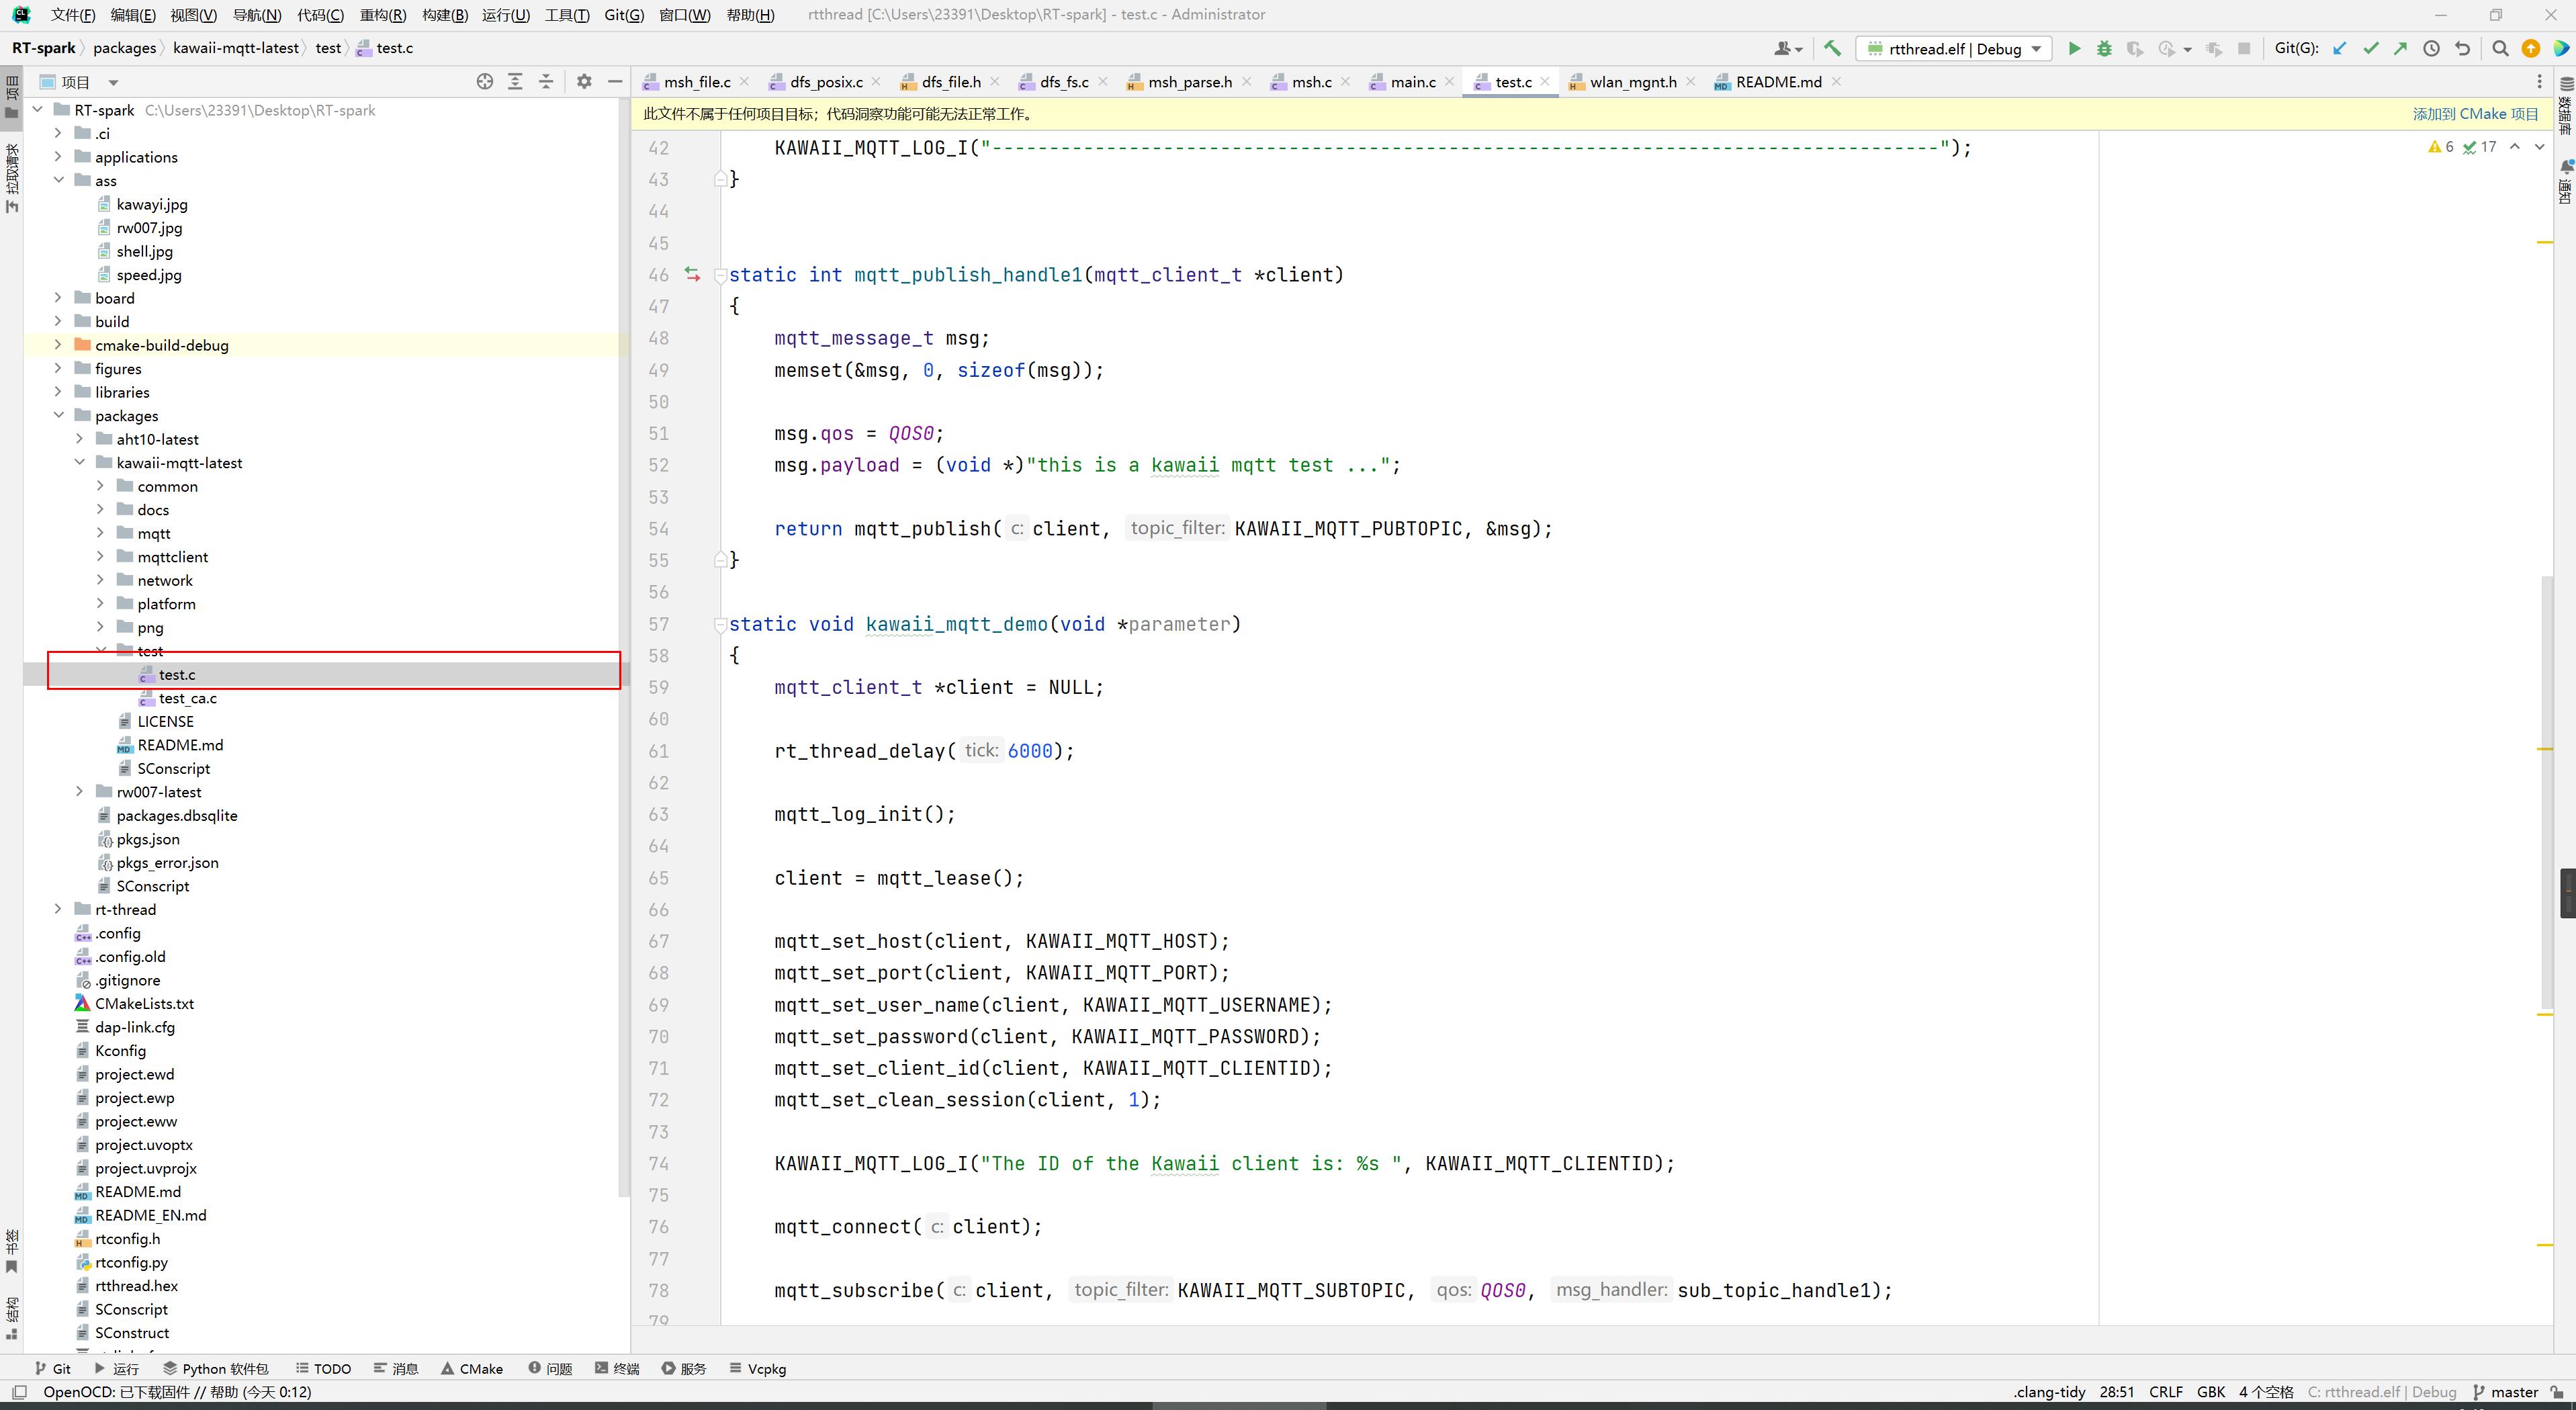 文件(F) 编辑(E) 视图(V) 导航(N) 代码(C) 重构(R) 构建(B) 运行(U) 工具(T) Git(G) 窗口(W) 帮助(H) rtthread [C:\Users\23391\Desktop\RT-spark] - test.c - Administrator
RT-spark packages kawaii-mqtt-latest test test.c
rtthread.elf | Debug Git(G):
项目
msh_file.c dfs_posix.c dfs_file.h dfs_fs.c msh_parse.h msh.c main.c test.c wlan_mgnt.h README.md
此文件不属于任何项目目标；代码洞察功能可能无法正常工作。 添加到 CMake 项目
6 17
项目
拉取请求
书签
结构
RT-spark C:\Users\23391\Desktop\RT-spark
.ci
applications
ass
kawayi.jpg
rw007.jpg
shell.jpg
speed.jpg
board
build
cmake-build-debug
figures
libraries
packages
aht10-latest
kawaii-mqtt-latest
common
docs
mqtt
mqttclient
network
platform
png
test
test.c
test_ca.c
LICENSE
README.md
SConscript
rw007-latest
packages.dbsqlite
pkgs.json
pkgs_error.json
SConscript
rt-thread
.config
.config.old
.gitignore
CMakeLists.txt
dap-link.cfg
Kconfig
project.ewd
project.ewp
project.eww
project.uvoptx
project.uvprojx
README.md
README_EN.md
rtconfig.h
rtconfig.py
rtthread.hex
SConscript
SConstruct
42 KAWAII_MQTT_LOG_I("-----------------------------------------------------------------------------------");
43 }
44
45
46 static int mqtt_publish_handle1(mqtt_client_t *client)
47 {
48 mqtt_message_t msg;
49 memset(&msg, 0, sizeof(msg));
50
51 msg.qos = QOS0;
52 msg.payload = (void *)"this is a kawaii mqtt test ...";
53
54 return mqtt_publish( c: client, topic_filter: KAWAII_MQTT_PUBTOPIC, &msg);
55 }
56
57 static void kawaii_mqtt_demo(void *parameter)
58 {
59 mqtt_client_t *client = NULL;
60
61 rt_thread_delay( tick: 6000);
62
63 mqtt_log_init();
64
65 client = mqtt_lease();
66
67 mqtt_set_host(client, KAWAII_MQTT_HOST);
68 mqtt_set_port(client, KAWAII_MQTT_PORT);
69 mqtt_set_user_name(client, KAWAII_MQTT_USERNAME);
70 mqtt_set_password(client, KAWAII_MQTT_PASSWORD);
71 mqtt_set_client_id(client, KAWAII_MQTT_CLIENTID);
72 mqtt_set_clean_session(client, 1);
73
74 KAWAII_MQTT_LOG_I("The ID of the Kawaii client is: %s ", KAWAII_MQTT_CLIENTID);
75
76 mqtt_connect( c: client);
77
78 mqtt_subscribe( c: client, topic_filter: KAWAII_MQTT_SUBTOPIC, qos: QOS0, msg_handler: sub_topic_handle1);
79
数据库
通知
Git 运行 Python 软件包 TODO 消息 CMake 问题 终端 服务 Vcpkg
OpenOCD: 已下载固件 // 帮助 (今天 0:12) .clang-tidy 28:51 CRLF GBK 4 个空格 C: rtthread.elf | Debug master